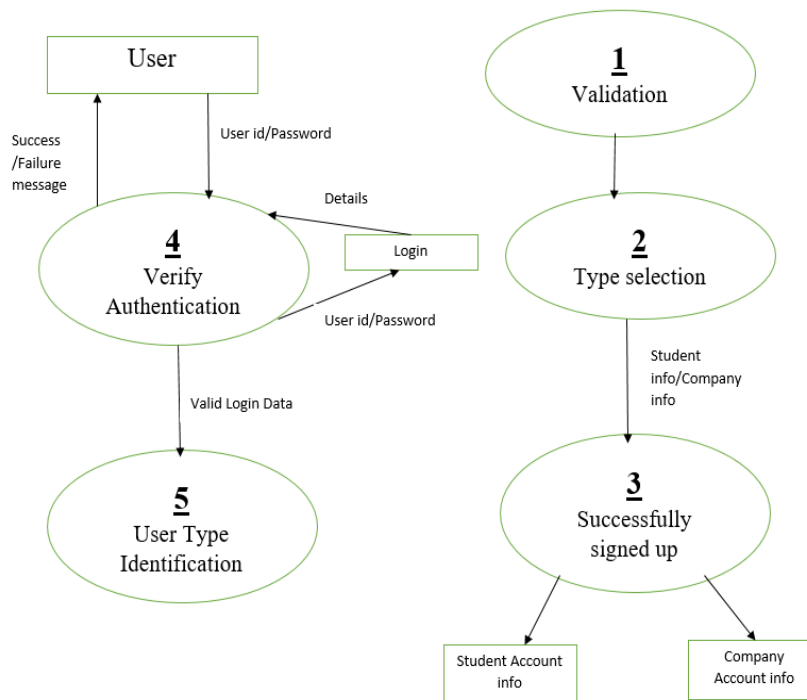 User
Success
/Failure
message
User id/Password
Details
4
Verify
Authentication
Login
User id/Password
Valid Login Data
5
User Type
Identification
1
Validation
2
Type selection
Student
info/Company
info
3
Successfully
signed up
Student Account
info
Company
Account info